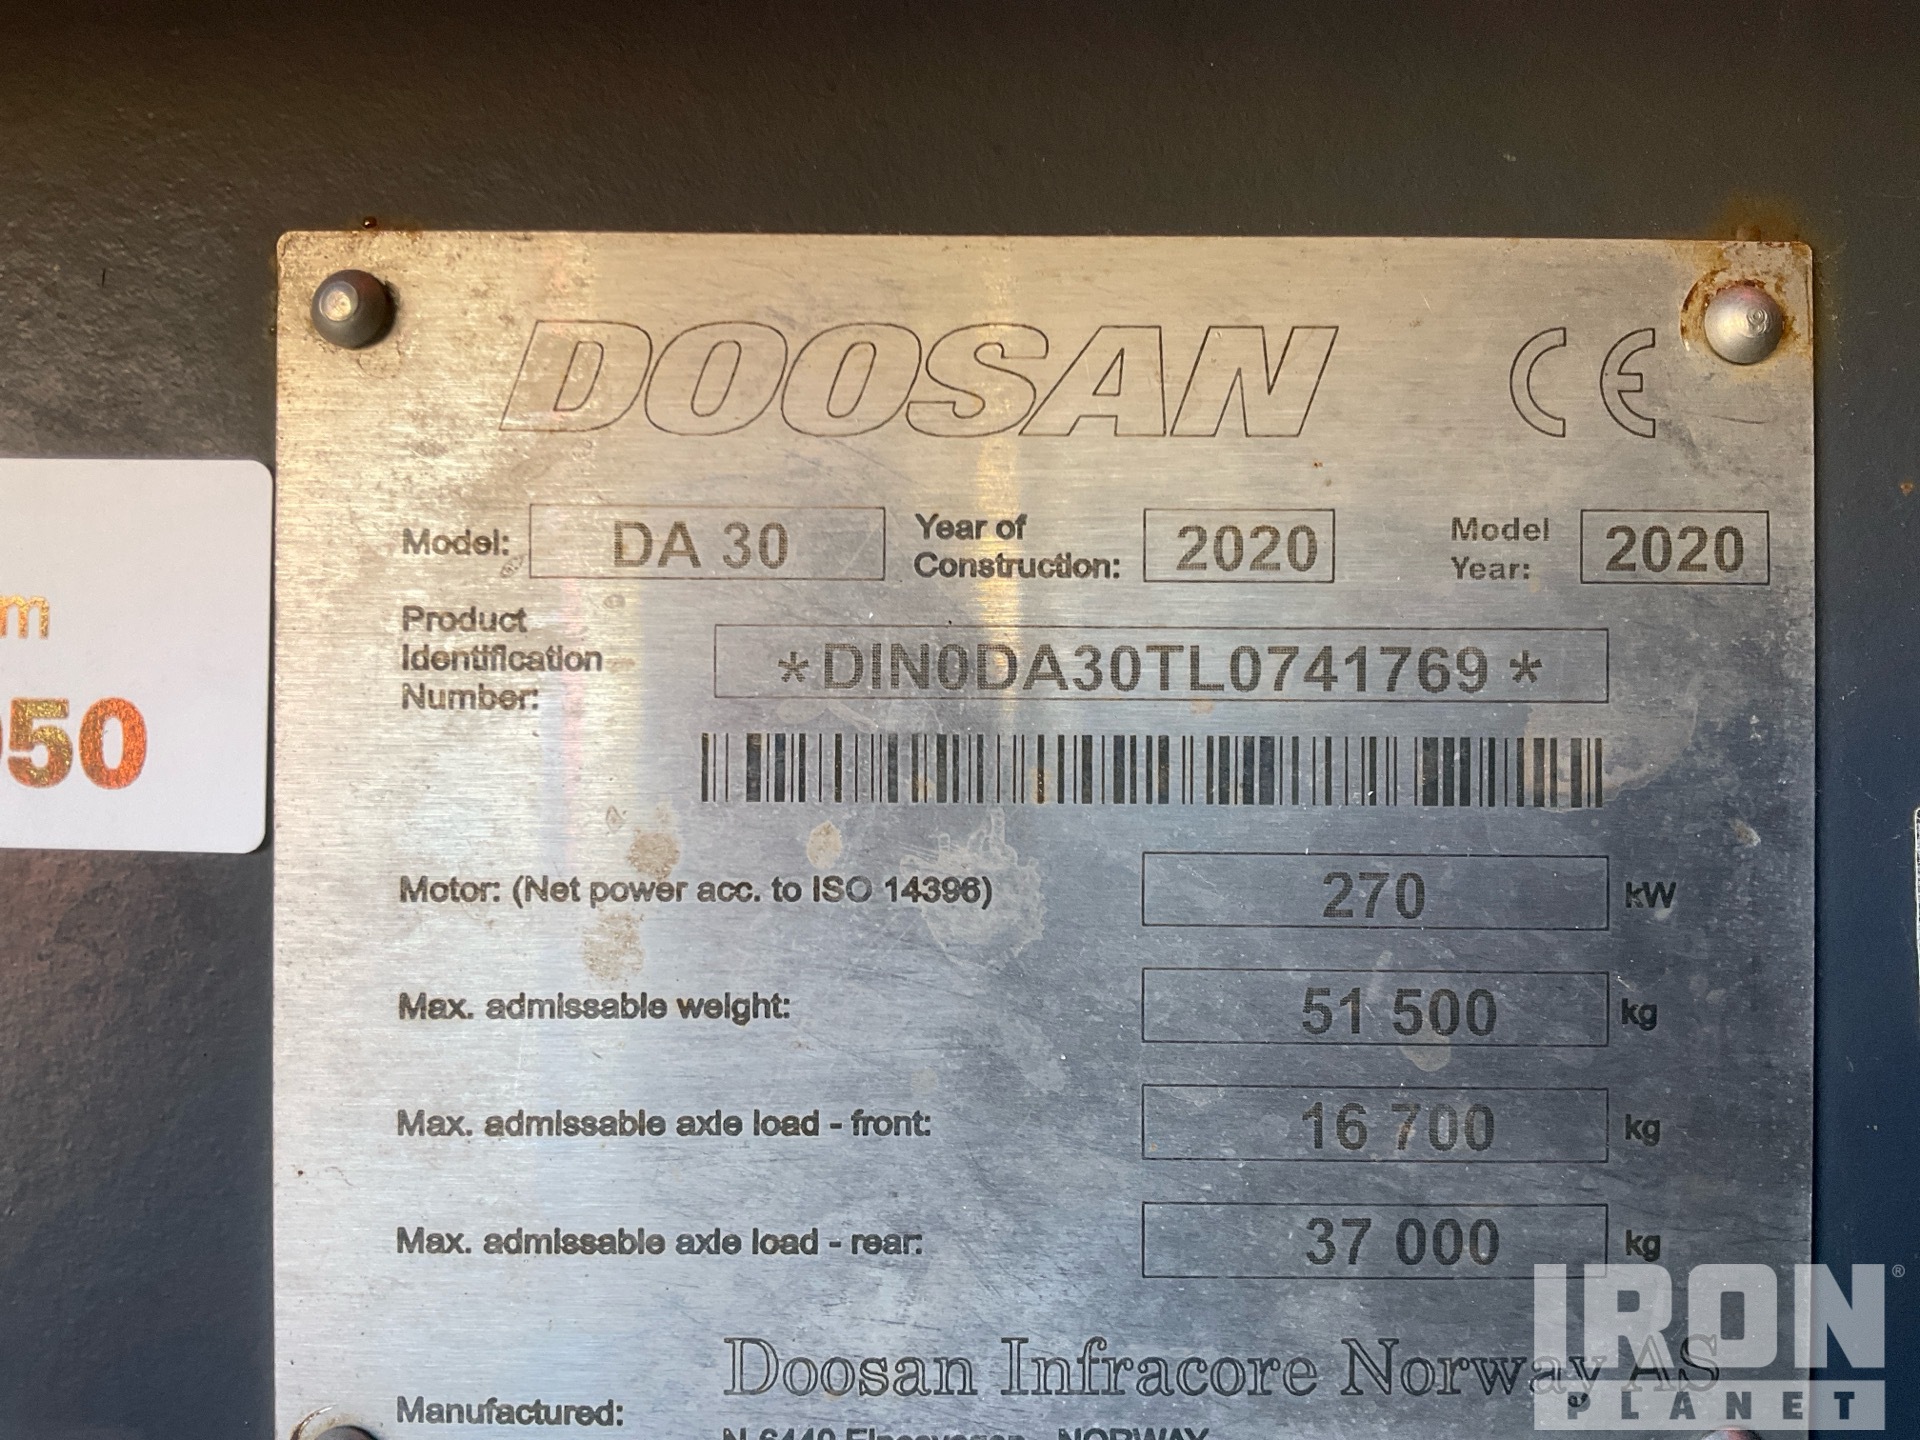 DOOSAN CE
Model: DA 30 Year of Construction: 2020 Model Year: 2020
Product Identification Number: *DIN0DA30TL0741769*
m
50
Motor: (Net power acc. to ISO 14396) 270 kW
Max. admissable weight: 51 500 kg
Max. admissable axle load - front: 16 700 kg
Max. admissable axle load - rear: 37 000 kg
Manufactured: Doosan Infracore Norway AS
NORWAY
IRON PLANET ®